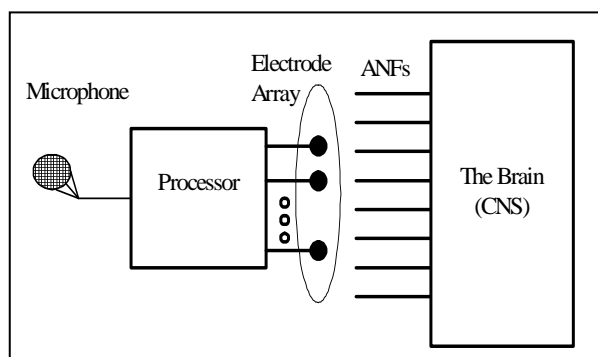 Microphone
Processor
Electrode
Array
ANFs
The Brain
(CNS)